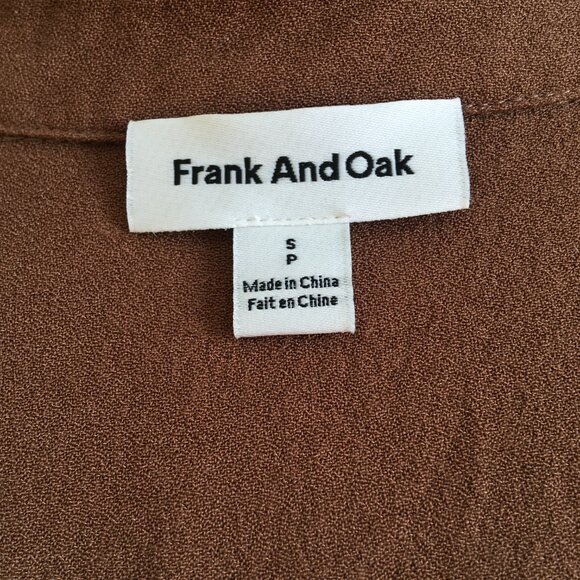 Frank And Oak
S
P
Made in China
Fait en Chine